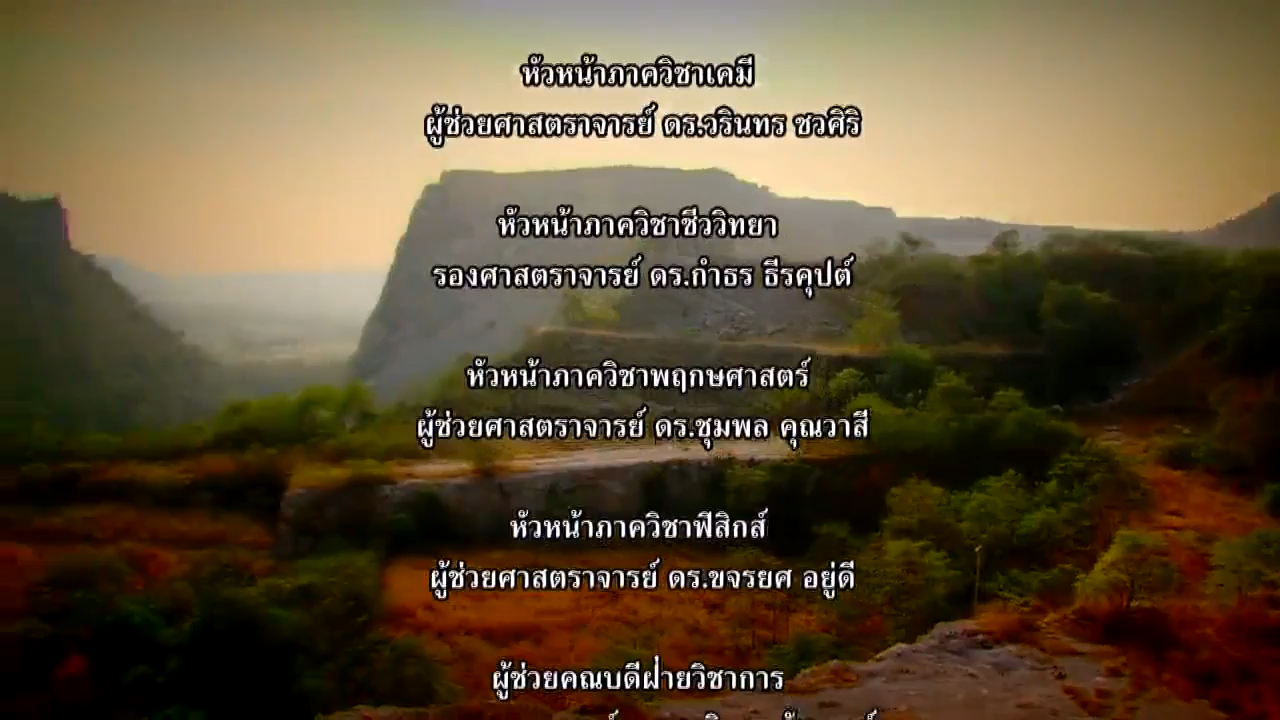 หัวหน้าภาควิชาเคมี
ผู้ช่วยศาสตราจารย์ ดร.วรินทร ชวศิริ
หัวหน้าภาควิชาชีววิทยา
รองศาสตราจารย์ ดร.กำธร ธีรคุปต์
หัวหน้าภาควิชาพฤกษศาสตร์
ผู้ช่วยศาสตราจารย์ ดร.ชุมพล คุณวาสี
หัวหน้าภาควิชาฟิสิกส์
ผู้ช่วยศาสตราจารย์ ดร.ขจรยศ อยู่ดี
ผู้ช่วยคณบดีฝ่ายวิชาการ